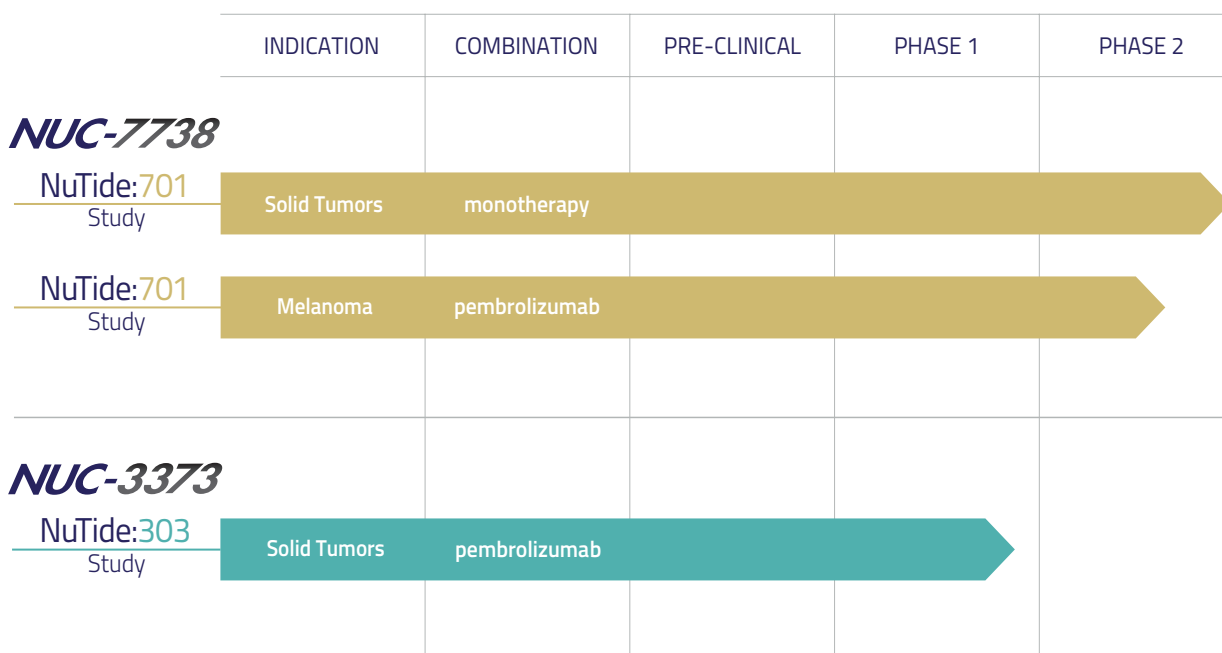 INDICATION COMBINATION PRE-CLINICAL PHASE 1 PHASE 2
NUC-7738
NuTide:701
Study
Solid Tumors monotherapy
NuTide:701
Study
Melanoma pembrolizumab
NUC-3373
NuTide:303
Study
Solid Tumors pembrolizumab